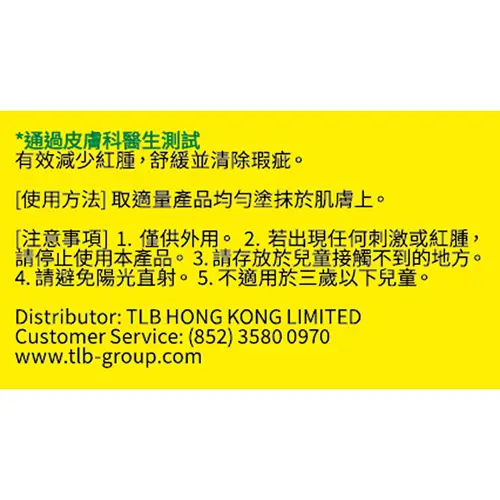 *通過皮膚科醫生測試
有效減少紅腫，舒緩並清除瑕疵。
[使用方法] 取適量產品均勻塗抹於肌膚上。
[注意事項] 1. 僅供外用。 2. 若出現任何刺激或紅腫，
請停止使用本產品。 3. 請存放於兒童接觸不到的地方。
4. 請避免陽光直射。 5. 不適用於三歲以下兒童。
Distributor: TLB HONG KONG LIMITED
Customer Service: (852) 3580 0970
www.tlb-group.com